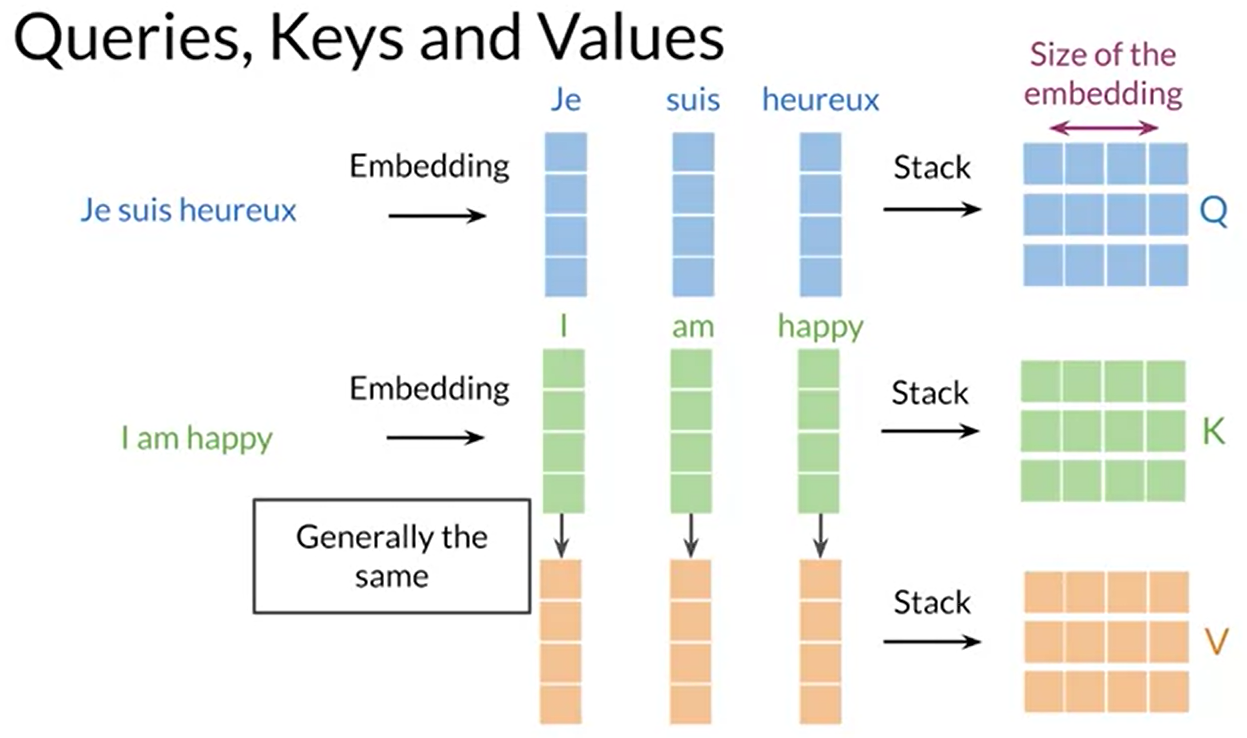 Queries, Keys and Values
Size of the
embedding
Je suis heureux
Embedding
Je
suis
heureux
Stack
Q
I am happy
Embedding
I
am
happy
Stack
K
Generally the
same
Stack
V